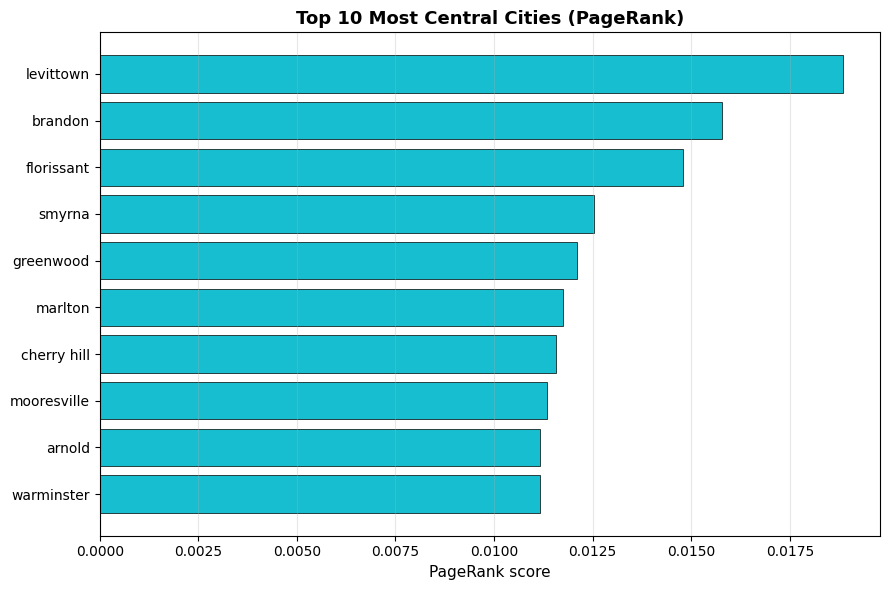 Top 10 Most Central Cities (PageRank)
levittown
brandon
florissant
smyrna
greenwood
marlton
cherry hill
mooresville
arnold
warminster
0.0000 0.0025 0.0050 0.0075 0.0100 0.0125 0.0150 0.0175
PageRank score